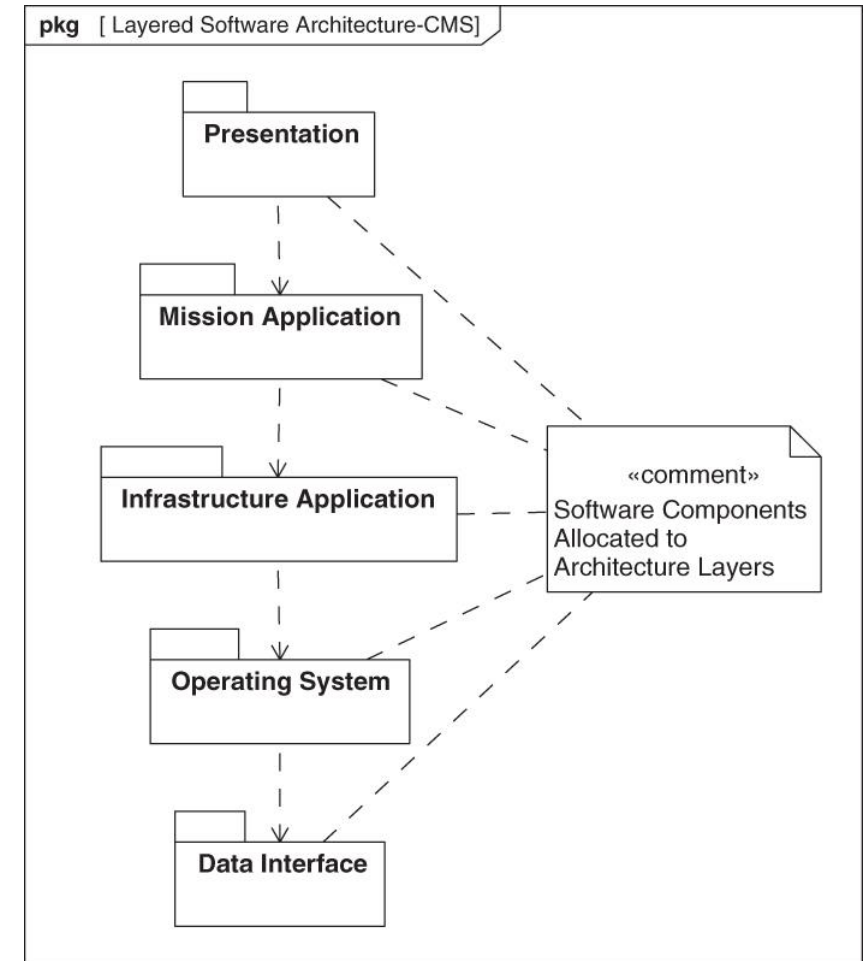 pkg [ Layered Software Architecture-CMS]
Presentation
Mission Application
Infrastructure Application
«comment»
Software Components
Allocated to
Architecture Layers
Operating System
Data Interface